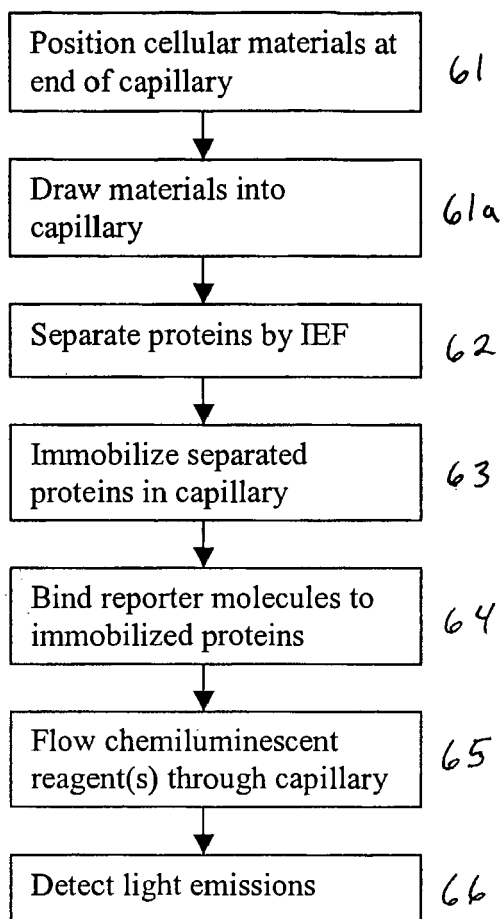 Position cellular materials at
end of capillary
61
Draw materials into
capillary
61a
Separate proteins by IEF
62
Immobilize separated
proteins in capillary
63
Bind reporter molecules to
immobilized proteins
64
Flow chemiluminescent
reagent(s) through capillary
65
Detect light emissions
66